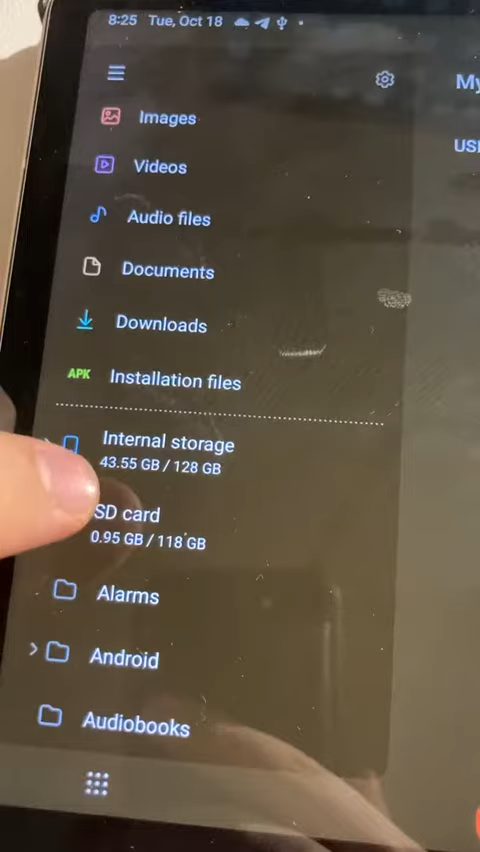 8:25 Tue, Oct 18
My
Images
USB
Videos
Audio files
Documents
Downloads
APK Installation files
Internal storage
43.55 GB / 128 GB
SD card
0.95 GB / 118 GB
Alarms
Android
Audiobooks